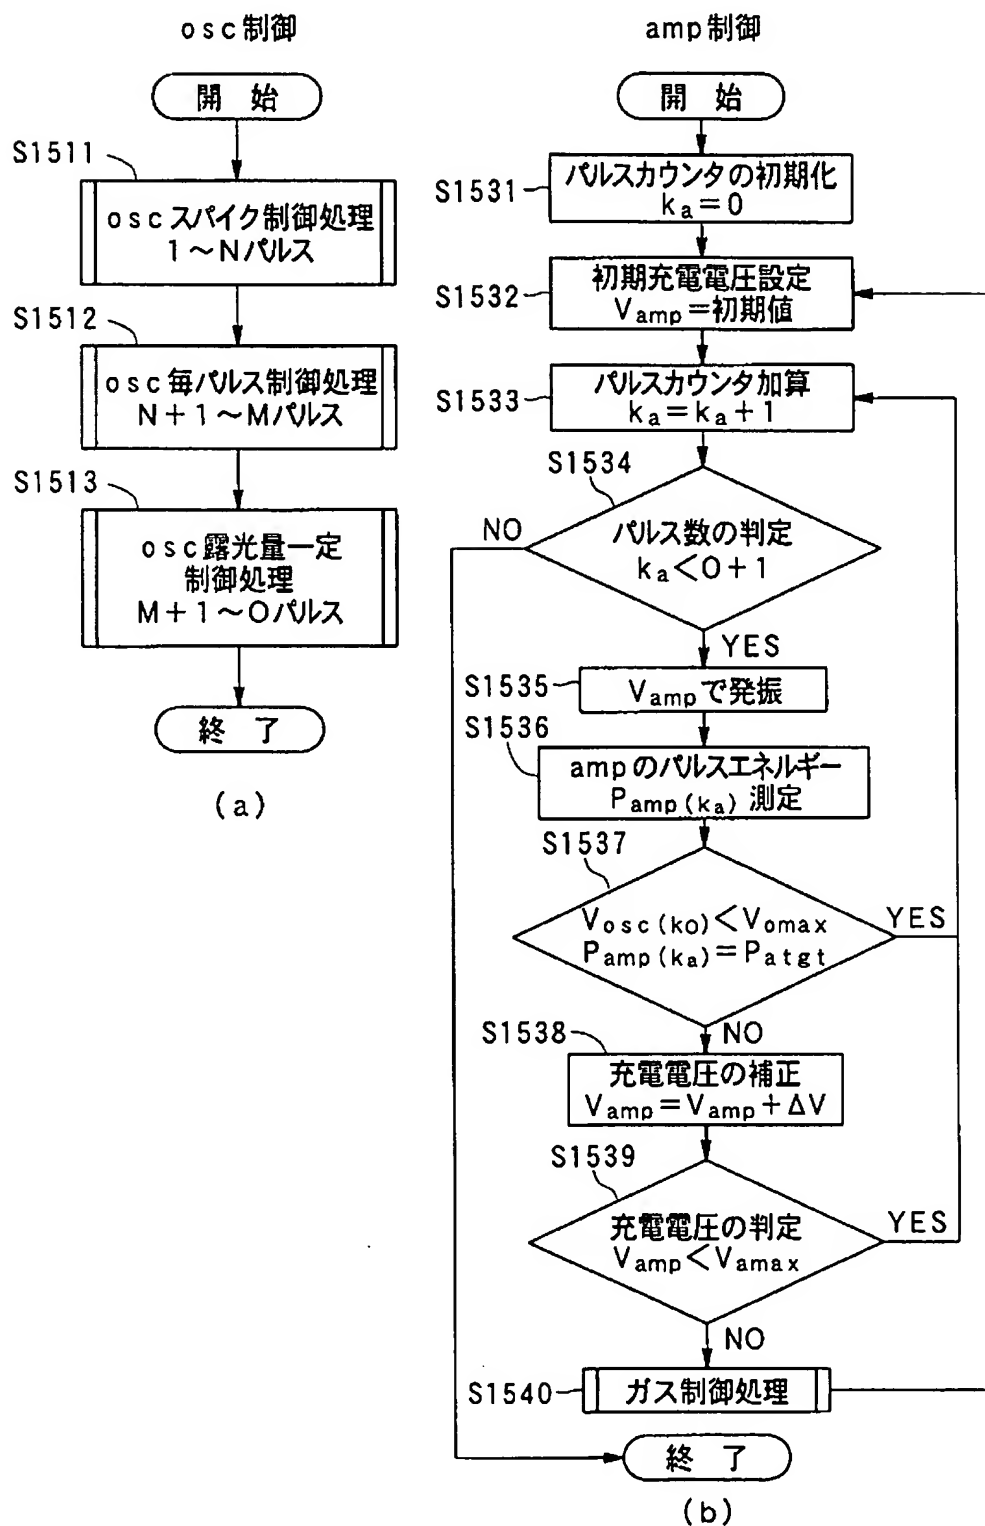 osc制御
開 始
S1511
oscスパイク制御処理
1～Nパルス
S1512
osc毎パルス制御処理
N+1～Mパルス
S1513
osc露光量一定
制御処理
M+1～Oパルス
終 了
(a)
amp制御
開 始
S1531
パルスカウンタの初期化
ka=0
S1532
初期充電電圧設定
Vamp=初期値
S1533
パルスカウンタ加算
ka=ka+1
S1534
NO
パルス数の判定
ka<O+1
YES
S1535
Vampで発振
S1536
ampのパルスエネルギー
Pamp(ka) 測定
S1537
Vosc(ko)<Vomax
Pamp(ka)=Patgt
YES
NO
S1538
充電電圧の補正
Vamp=Vamp+ΔV
S1539
充電電圧の判定
Vamp<Vamax
YES
NO
S1540
ガス制御処理
終 了
(b)